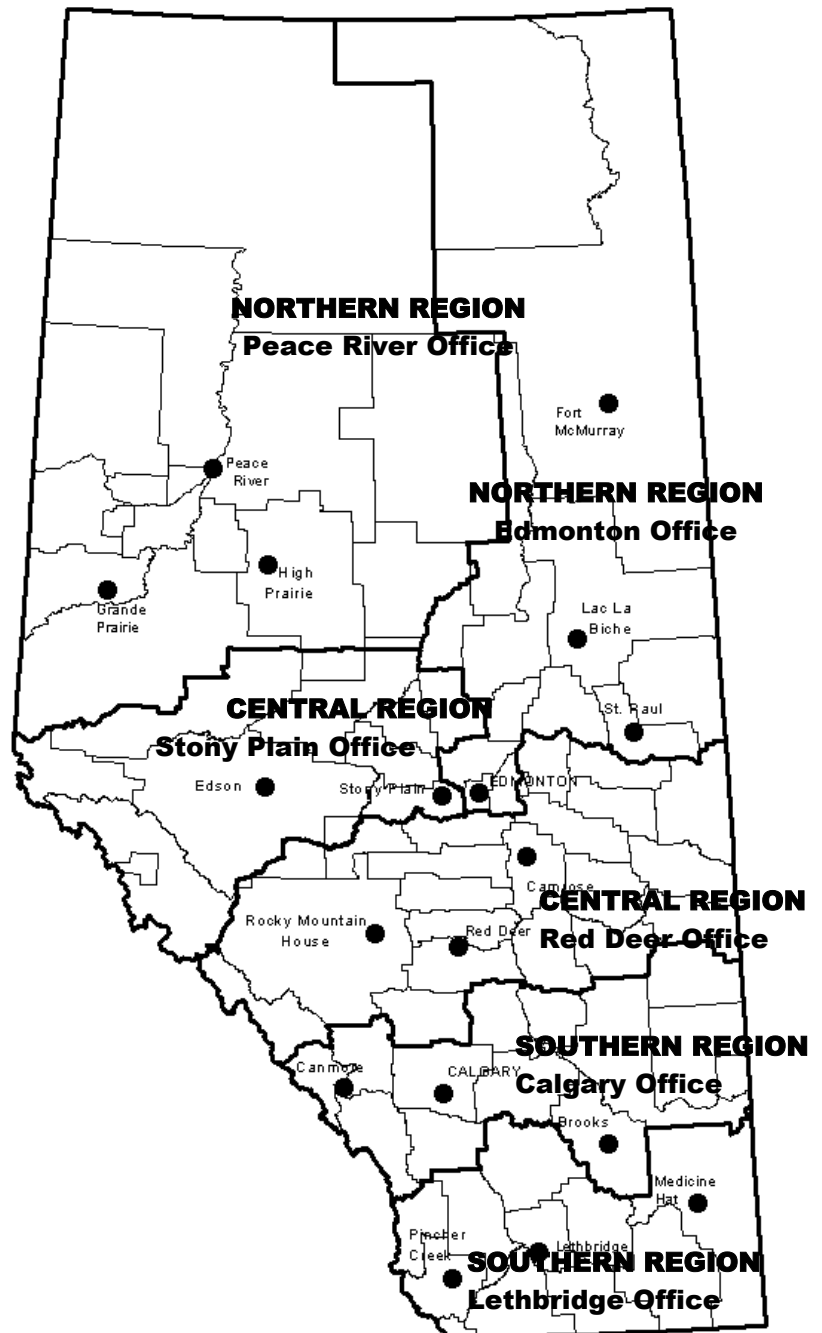 NORTHERN REGION
Peace River Office
Fort
McMurray
Peace
River
NORTHERN REGION
Edmonton Office
High
Prairie
Grande
Prairie
Lac La
Biche
St. Paul
CENTRAL REGION
Stony Plain Office
Edson
Stony Plain
EDMONTON
Camrose
CENTRAL REGION
Red Deer Office
Rocky Mountain
House
Red Deer
SOUTHERN REGION
Calgary Office
Canmore
CALGARY
Brooks
Medicine
Hat
Pincher
Creek
Lethbridge
SOUTHERN REGION
Lethbridge Office